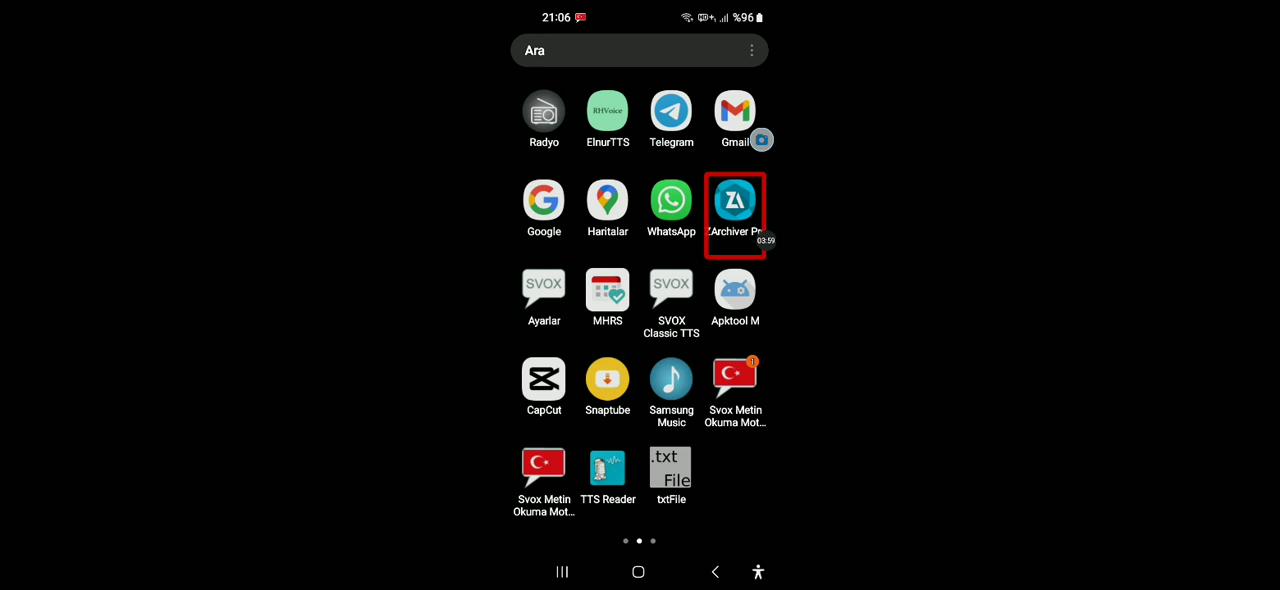 21:06
%96
Ara
RHVoice
Radyo
ElnurTTS
Telegram
Gmail
Google
Haritalar
WhatsApp
ZArchiver Pr
03:59
SVOX
SVOX
Ayarlar
MHRS
SVOX
Classic TTS
Apktool M
1
CapCut
Snaptube
Samsung
Music
Svox Metin
Okuma Mot...
.txt
File
Svox Metin
Okuma Mot...
TTS Reader
txtFile